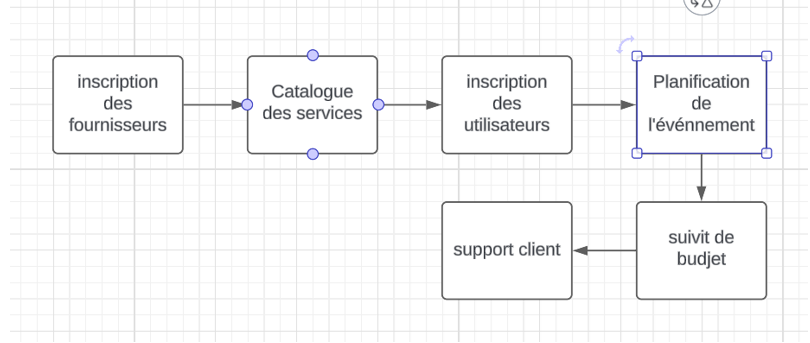 inscription
des
fournisseurs
Catalogue
des services
inscription
des
utilisateurs
Planification
de
l'événnement
support client
suivit de
budjet